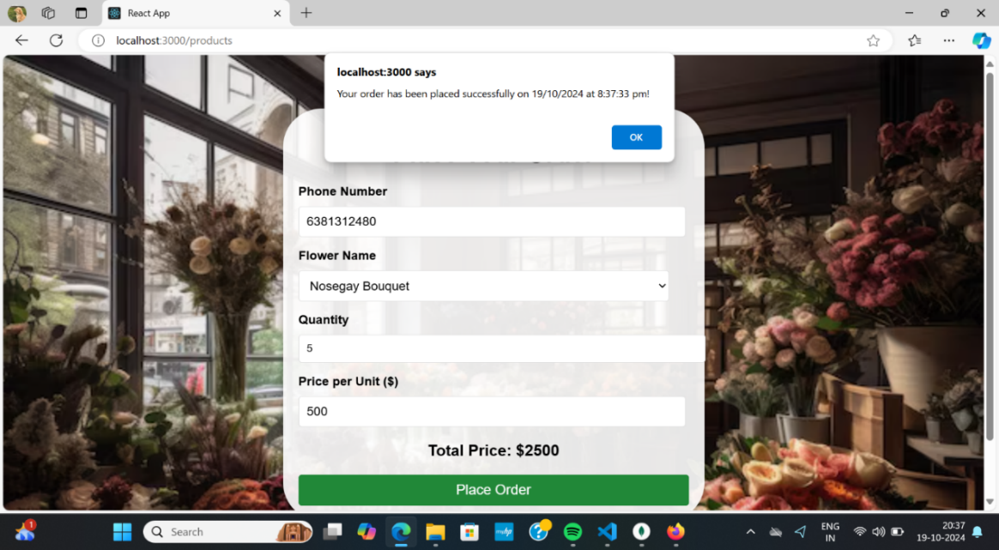 React App
localhost:3000/products
localhost:3000 says
Your order has been placed successfully on 19/10/2024 at 8:37:33 pm!
OK
Phone Number
6381312480
Flower Name
Nosegay Bouquet
Quantity
5
Price per Unit ($)
500
Total Price: $2500
Place Order
1
Search
ENG
IN
20:37
19-10-2024